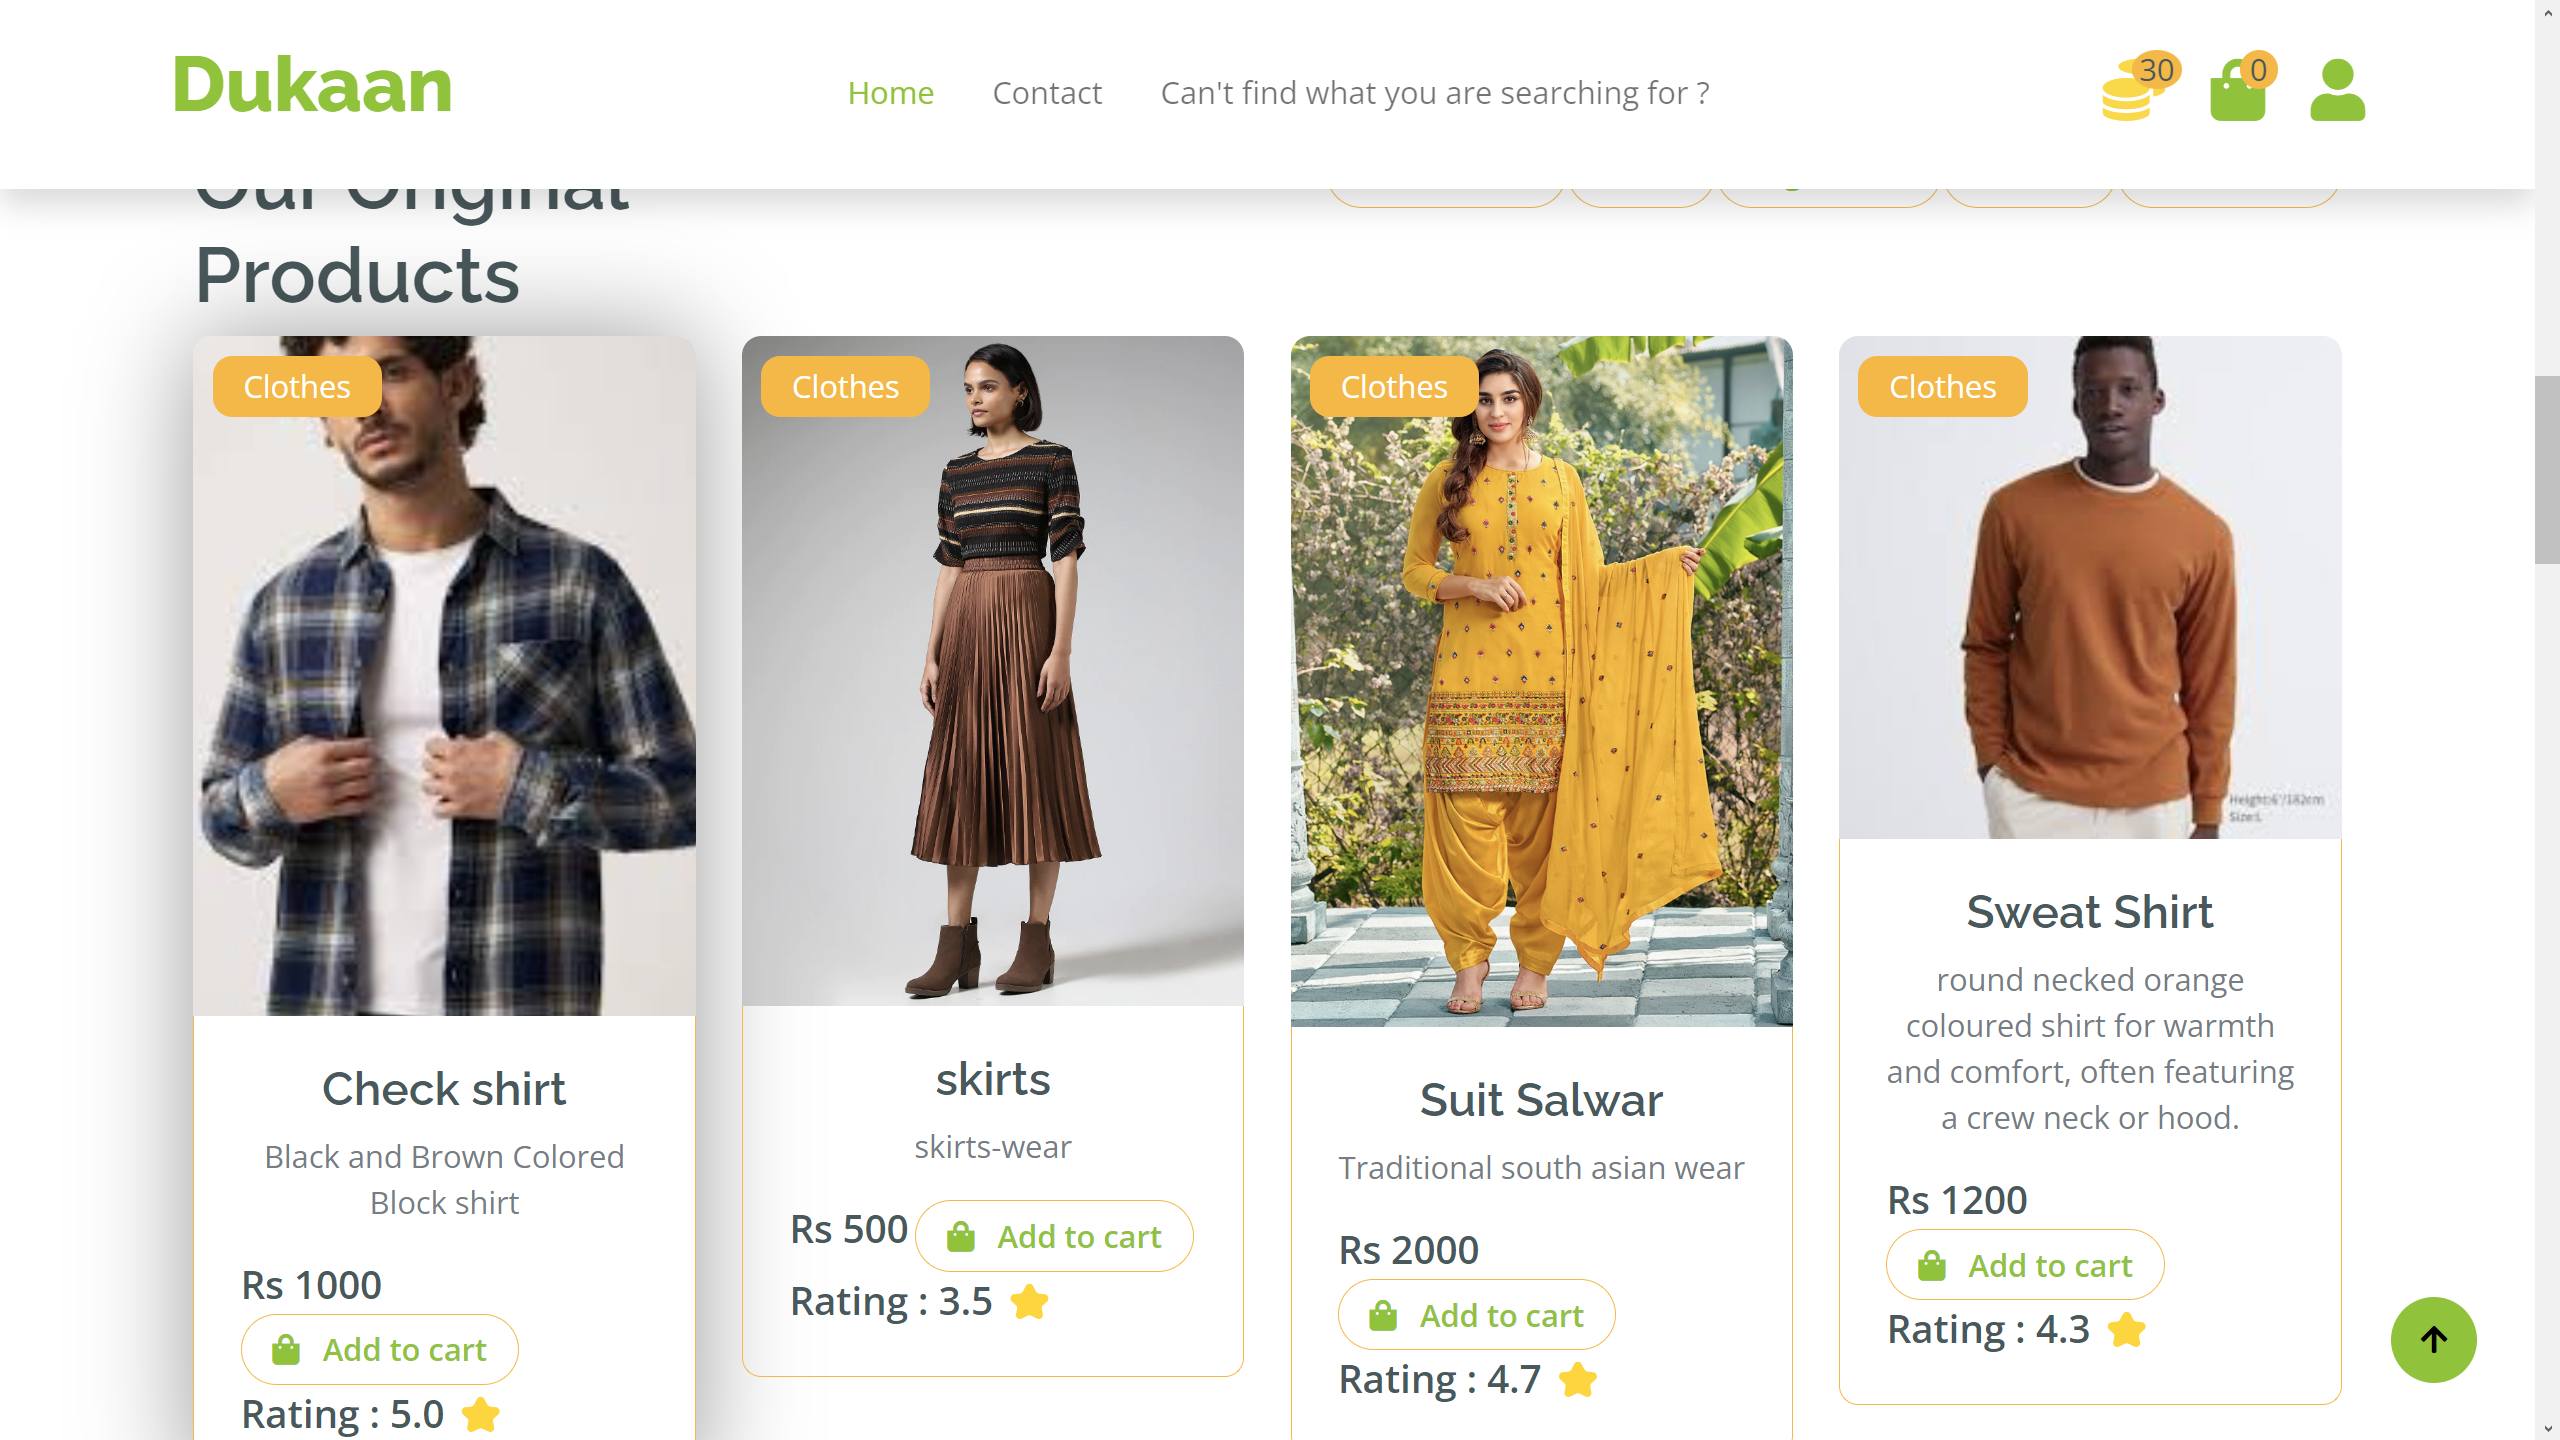 Dukaan
Home
Contact
Can't find what you are searching for ?
30
0
Our Original
Products
Clothes
Check shirt
Black and Brown Colored
Block shirt
Rs 1000
Add to cart
Rating : 5.0
Clothes
skirts
skirts-wear
Rs 500
Add to cart
Rating : 3.5
Clothes
Suit Salwar
Traditional south asian wear
Rs 2000
Add to cart
Rating : 4.7
Clothes
Height:6'/182cm
Size:L
Sweat Shirt
round necked orange
coloured shirt for warmth
and comfort, often featuring
a crew neck or hood.
Rs 1200
Add to cart
Rating : 4.3